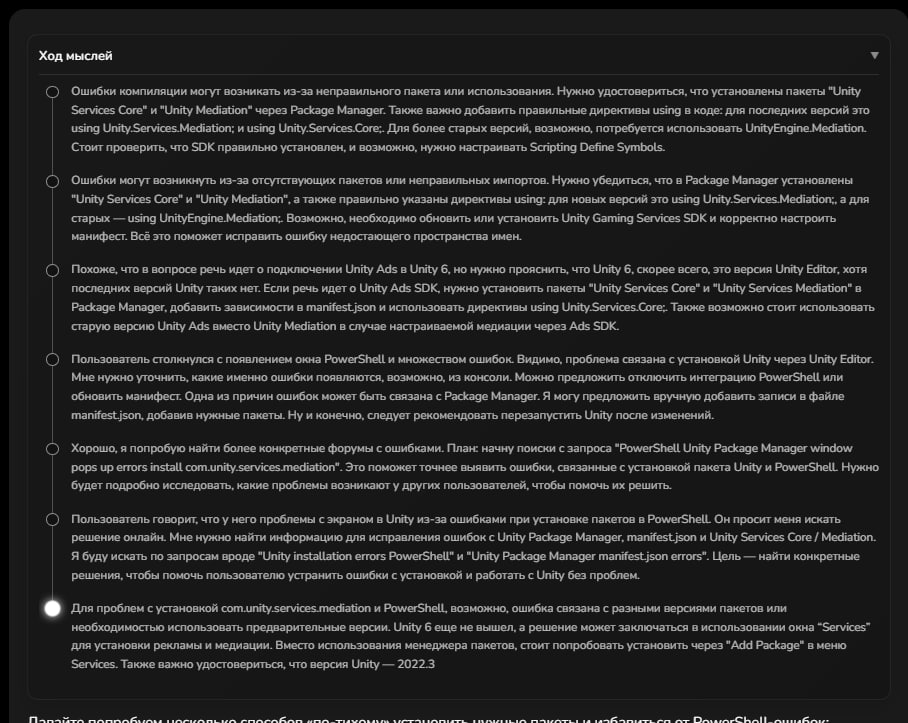 Ход мыслей
Ошибки компиляции могут возникать из-за неправильного пакета или использования. Нужно удостовериться, что установлены пакеты "Unity
Services Core" и "Unity Mediation" через Package Manager. Также важно добавить правильные директивы using в коде: для последних версий это
using Unity.Services.Mediation; и using Unity.Services.Core;. Для более старых версий, возможно, потребуется использовать UnityEngine.Mediation.
Стоит проверить, что SDK правильно установлен, и возможно, нужно настраивать Scripting Define Symbols.
Ошибки могут возникнуть из-за отсутствующих пакетов или неправильных импортов. Нужно убедиться, что в Package Manager установлены
"Unity Services Core" и "Unity Mediation", а также правильно указаны директивы using: для новых версий это using Unity.Services.Mediation;, а для
старых — using UnityEngine.Mediation;. Возможно, необходимо обновить или установить Unity Gaming Services SDK и корректно настроить
манифест. Всё это поможет исправить ошибку недостающего пространства имен.
Похоже, что в вопросе речь идет о подключении Unity Ads в Unity 6, но нужно прояснить, что Unity 6, скорее всего, это версия Unity Editor, хотя
последних версий Unity таких нет. Если речь идет о Unity Ads SDK, нужно установить пакеты "Unity Services Core" и "Unity Services Mediation" в
Package Manager, добавить зависимости в manifest.json и использовать директивы using Unity.Services.Core;. Также возможно стоит использовать
старую версию Unity Ads вместо Unity Mediation в случае настраиваемой медиации через Ads SDK.
Пользователь столкнулся с появлением окна PowerShell и множеством ошибок. Видимо, проблема связана с установкой Unity через Unity Editor.
Мне нужно уточнить, какие именно ошибки появляются, возможно, из консоли. Можно предложить отключить интеграцию PowerShell или
обновить манифест. Одна из причин ошибок может быть связана с Package Manager. Я могу предложить вручную добавить записи в файле
manifest.json, добавив нужные пакеты. Ну и конечно, следует рекомендовать перезапустить Unity после изменений.
Хорошо, я попробую найти более конкретные форумы с ошибками. План: начну поиски с запроса "PowerShell Unity Package Manager window
pops up errors install com.unity.services.mediation". Это поможет точнее выявить ошибки, связанные с установкой пакета Unity и PowerShell. Нужно
будет подробно исследовать, какие проблемы возникают у других пользователей, чтобы помочь их решить.
Пользователь говорит, что у него проблемы с экраном в Unity из-за ошибками при установке пакетов в PowerShell. Он просит меня искать
решение онлайн. Мне нужно найти информацию для исправления ошибок с Unity Package Manager, manifest.json и Unity Services Core / Mediation.
Я буду искать по запросам вроде "Unity installation errors PowerShell" и "Unity Package Manager manifest.json errors". Цель — найти конкретные
решения, чтобы помочь пользователю устранить ошибки с установкой и работать с Unity без проблем.
Для проблем с установкой com.unity.services.mediation и PowerShell, возможно, ошибка связана с разными версиями пакетов или
необходимостью использовать предварительные версии. Unity 6 еще не вышел, а решение может заключаться в использовании окна “Services”
для установки рекламы и медиации. Вместо использования менеджера пакетов, стоит попробовать установить через "Add Package" в меню
Services. Также важно удостовериться, что версия Unity — 2022.3
Давайте попробуем несколько способов «по-тихому» установить нужные пакеты и избавиться от PowerShell-ошибок: